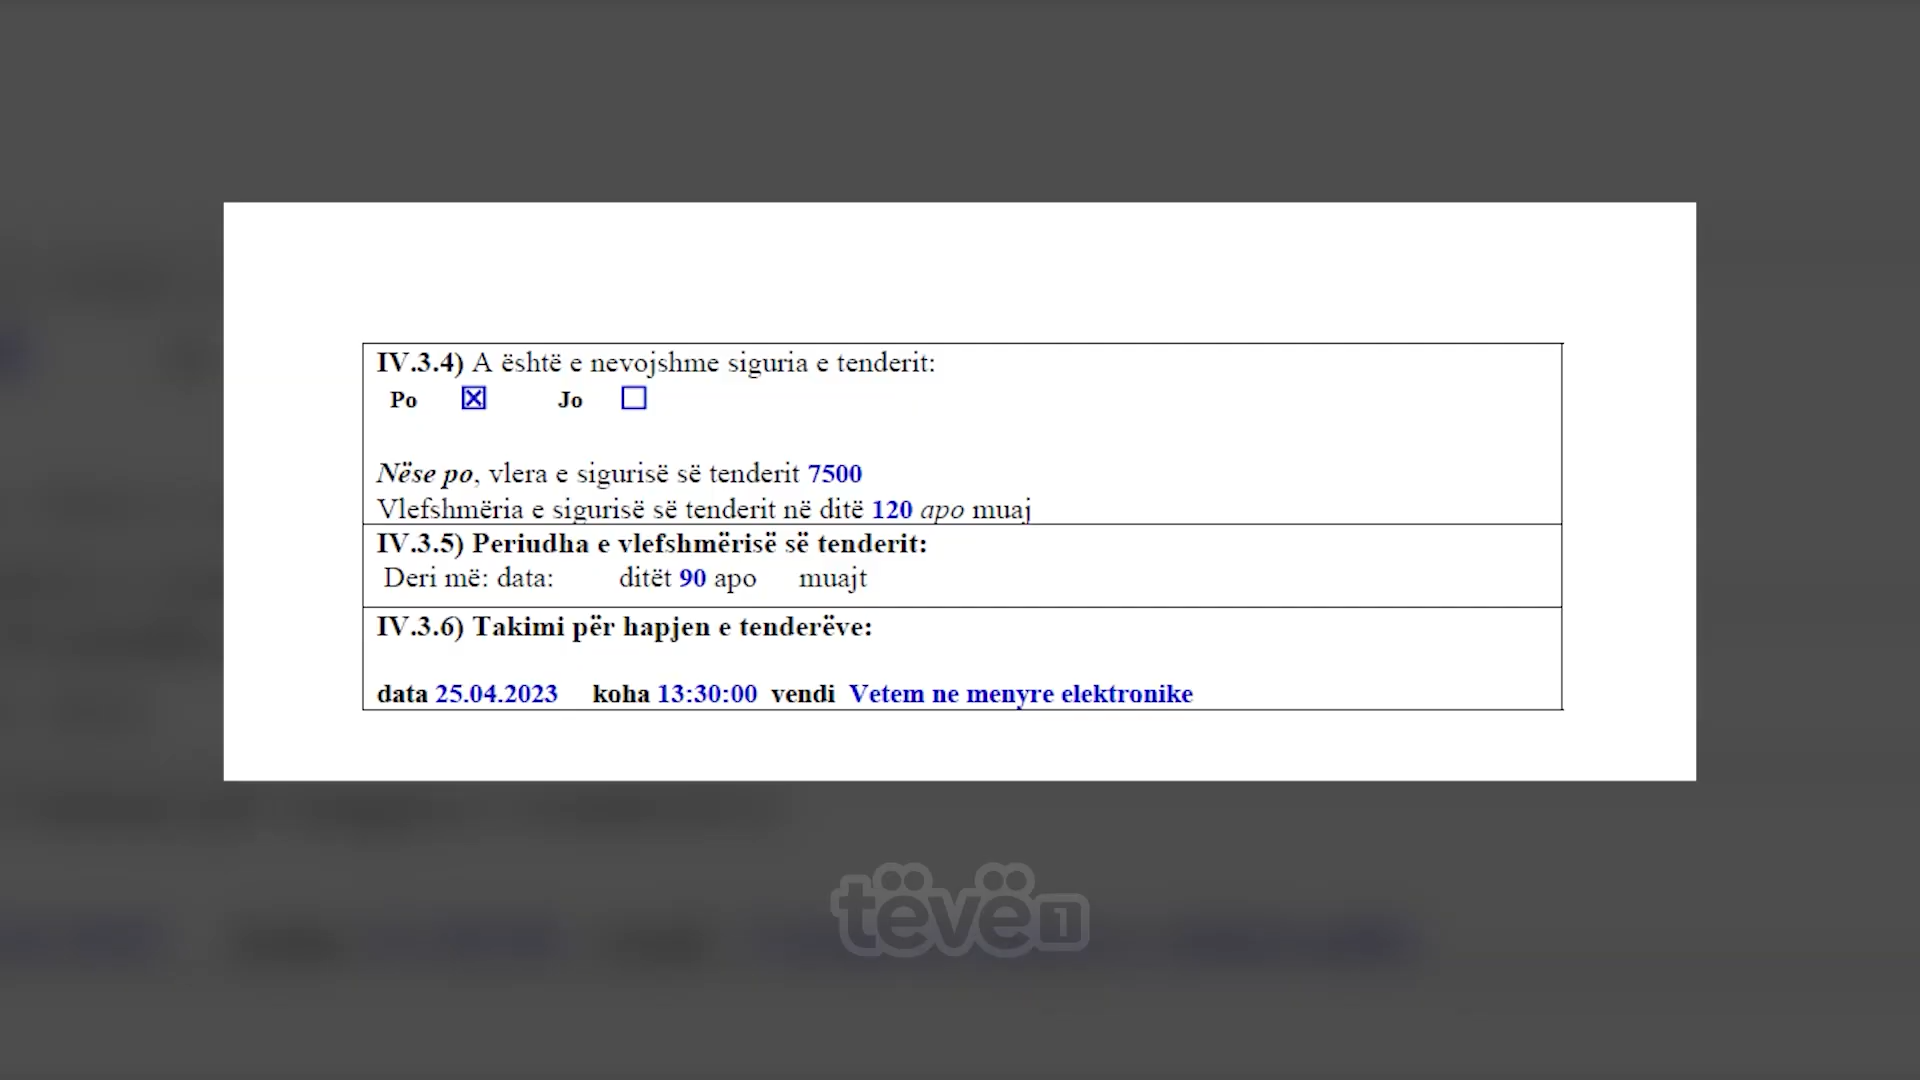 IV.3.4) A është e nevojshme siguria e tenderit:
Po ☒ Jo ☐
Nëse po, vlera e sigurisë së tenderit 7500
Vlefshmëria e sigurisë së tenderit në ditë 120 apo muaj
IV.3.5) Periudha e vlefshmërisë së tenderit:
Deri më: data: ditët 90 apo muajt
IV.3.6) Takimi për hapjen e tenderëve:
data 25.04.2023 koha 13:30:00 vendi Vetem ne menyre elektronike
tëvë1